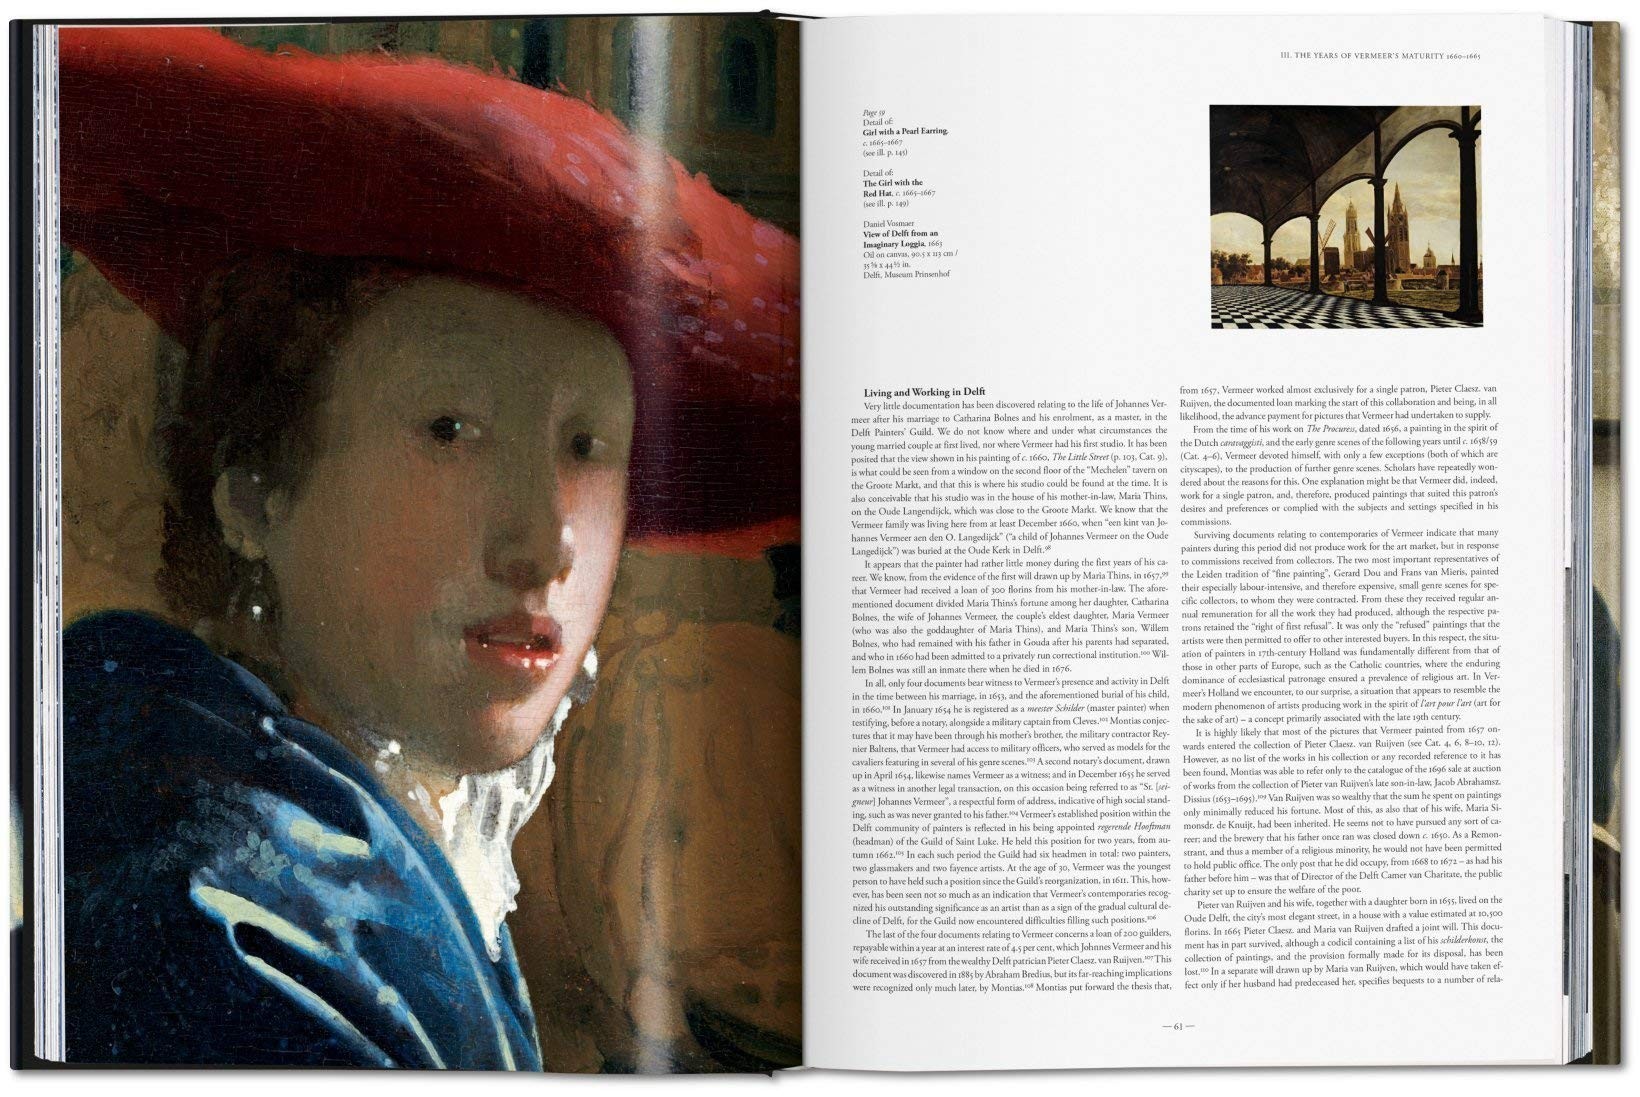 III. THE YEARS OF VERMEER'S MATURITY 1660–1665
Page 59
Detail of:
Girl with a Pearl Earring,
c. 1665–1667
(see ill. p. 145)
Detail of:
The Girl with the
Red Hat, c. 1665–1667
(see ill. p. 149)
Daniel Vosmaer
View of Delft from an
Imaginary Loggia, 1663
Oil on canvas, 90.5 x 113 cm /
35 ⅝ x 44 ½ in.
Delft, Museum Prinsenhof
Living and Working in Delft
Very little documentation has been discovered relating to the life of Johannes Ver-
meer after his marriage to Catharina Bolnes and his enrolment, as a master, in the
Delft Painters' Guild. We do not know where and under what circumstances the
young married couple at first lived, nor where Vermeer had his first studio. It has been
posited that the view shown in his painting of c. 1660, The Little Street (p. 103, Cat. 9),
is what could be seen from a window on the second floor of the "Mechelen" tavern on
the Groote Markt, and that this is where his studio could be found at the time. It is
also conceivable that his studio was in the house of his mother-in-law, Maria Thins,
on the Oude Langendijck, which was close to the Groote Markt. We know that the
Vermeer family was living here from at least December 1660, when "een kint van Jo-
hannes Vermeer aen den O. Langedijck" ("a child of Johannes Vermeer on the Oude
Langedijck") was buried at the Oude Kerk in Delft.98
It appears that the painter had rather little money during the first years of his ca-
reer. We know, from the evidence of the first will drawn up by Maria Thins, in 1657,99
that Vermeer had received a loan of 300 florins from his mother-in-law. The afore-
mentioned document divided Maria Thins's fortune among her daughter, Catharina
Bolnes, the wife of Johannes Vermeer, the couple's eldest daughter, Maria Vermeer
(who was also the goddaughter of Maria Thins), and Maria Thins's son, Willem
Bolnes, who had remained with his father in Gouda after his parents had separated,
and who in 1660 had been admitted to a privately run correctional institution.100 Wil-
lem Bolnes was still an inmate there when he died in 1676.
In all, only four documents bear witness to Vermeer's presence and activity in Delft
in the time between his marriage, in 1653, and the aforementioned burial of his child,
in 1660.101 In January 1654 he is registered as a meester Schilder (master painter) when
testifying, before a notary, alongside a military captain from Cleves.102 Montias conjec-
tures that it may have been through his mother's brother, the military contractor Rey-
nier Baltens, that Vermeer had access to military officers, who served as models for the
cavaliers featuring in several of his genre scenes.103 A second notary's document, drawn
up in April 1654, likewise names Vermeer as a witness; and in December 1655 he served
as a witness in another legal transaction, on this occasion being referred to as "St. [sei-
gneur] Johannes Vermeer", a respectful form of address, indicative of high social stand-
ing, such as was never granted to his father.104 Vermeer's established position within the
Delft community of painters is reflected in his being appointed regerende Hooftman
(headman) of the Guild of Saint Luke. He held this position for two years, from au-
tumn 1662.105 In each such period the Guild had six headmen in total: two painters,
two glassmakers and two fayence artists. At the age of 30, Vermeer was the youngest
person to have held such a position since the Guild's reorganization, in 1611. This, how-
ever, has been seen not so much as an indication that Vermeer's contemporaries recog-
nized his outstanding significance as an artist than as a sign of the gradual cultural de-
cline of Delft, for the Guild now encountered difficulties filling such positions.106
The last of the four documents relating to Vermeer concerns a loan of 200 guilders,
repayable within a year at an interest rate of 4.5 per cent, which Johnnes Vermeer and his
wife received in 1657 from the wealthy Delft patrician Pieter Claesz. van Ruijven.107 This
document was discovered in 1885 by Abraham Bredius, but its far-reaching implications
were recognized only much later, by Montias.108 Montias put forward the thesis that,
from 1657, Vermeer worked almost exclusively for a single patron, Pieter Claesz. van
Ruijven, the documented loan marking the start of this collaboration and being, in all
likelihood, the advance payment for pictures that Vermeer had undertaken to supply.
From the time of his work on The Procuress, dated 1656, a painting in the spirit of
the Dutch caravaggisti, and the early genre scenes of the following years until c. 1658/59
(Cat. 4–6), Vermeer devoted himself, with only a few exceptions (both of which are
cityscapes), to the production of further genre scenes. Scholars have repeatedly won-
dered about the reasons for this. One explanation might be that Vermeer did, indeed,
work for a single patron, and, therefore, produced paintings that suited this patron's
desires and preferences or complied with the subjects and settings specified in his
commissions.
Surviving documents relating to contemporaries of Vermeer indicate that many
painters during this period did not produce work for the art market, but in response
to commissions received from collectors. The two most important representatives of
the Leiden tradition of "fine painting", Gerard Dou and Frans van Mieris, painted
their especially labour-intensive, and therefore expensive, small genre scenes for spe-
cific collectors, to whom they were contracted. From these they received regular an-
nual remuneration for all the work they had produced, although the respective pa-
trons retained the "right of first refusal". It was only the "refused" paintings that the
artists were then permitted to offer to other interested buyers. In this respect, the situ-
ation of painters in 17th-century Holland was fundamentally different from that of
those in other parts of Europe, such as the Catholic countries, where the enduring
dominance of ecclesiastical patronage ensured a prevalence of religious art. In Ver-
meer's Holland we encounter, to our surprise, a situation that appears to resemble the
modern phenomenon of artists producing work in the spirit of l'art pour l'art (art for
the sake of art) – a concept primarily associated with the late 19th century.
It is highly likely that most of the pictures that Vermeer painted from 1657 on-
wards entered the collection of Pieter Claesz. van Ruijven (see Cat. 4, 6, 8–10, 12).
However, as no list of the works in his collection or any recorded reference to it has
been found, Montias was able to refer only to the catalogue of the 1696 sale at auction
of works from the collection of Pieter van Ruijven's late son-in-law, Jacob Abrahamsz.
Dissius (1653–1695).109 Van Ruijven was so wealthy that the sum he spent on paintings
only minimally reduced his fortune. Most of this, as also that of his wife, Maria Si-
monsdr. de Knuijt, had been inherited. He seems not to have pursued any sort of ca-
reer; and the brewery that his father once ran was closed down c. 1650. As a Remon-
strant, and thus a member of a religious minority, he would not have been permitted
to hold public office. The only post that he did occupy, from 1668 to 1672 – as had his
father before him – was that of Director of the Delft Camer van Charitate, the public
charity set up to ensure the welfare of the poor.
Pieter van Ruijven and his wife, together with a daughter born in 1655, lived on the
Oude Delft, the city's most elegant street, in a house with a value estimated at 10,500
florins. In 1665 Pieter Claesz. and Maria van Ruijven drafted a joint will. This docu-
ment has in part survived, although a codicil containing a list of his schilderkonst, the
collection of paintings, and the provision formally made for its disposal, has been
lost.110 In a separate will drawn up by Maria van Ruijven, which would have taken ef-
fect only if her husband had predeceased her, specifies bequests to a number of rela-
— 61 —